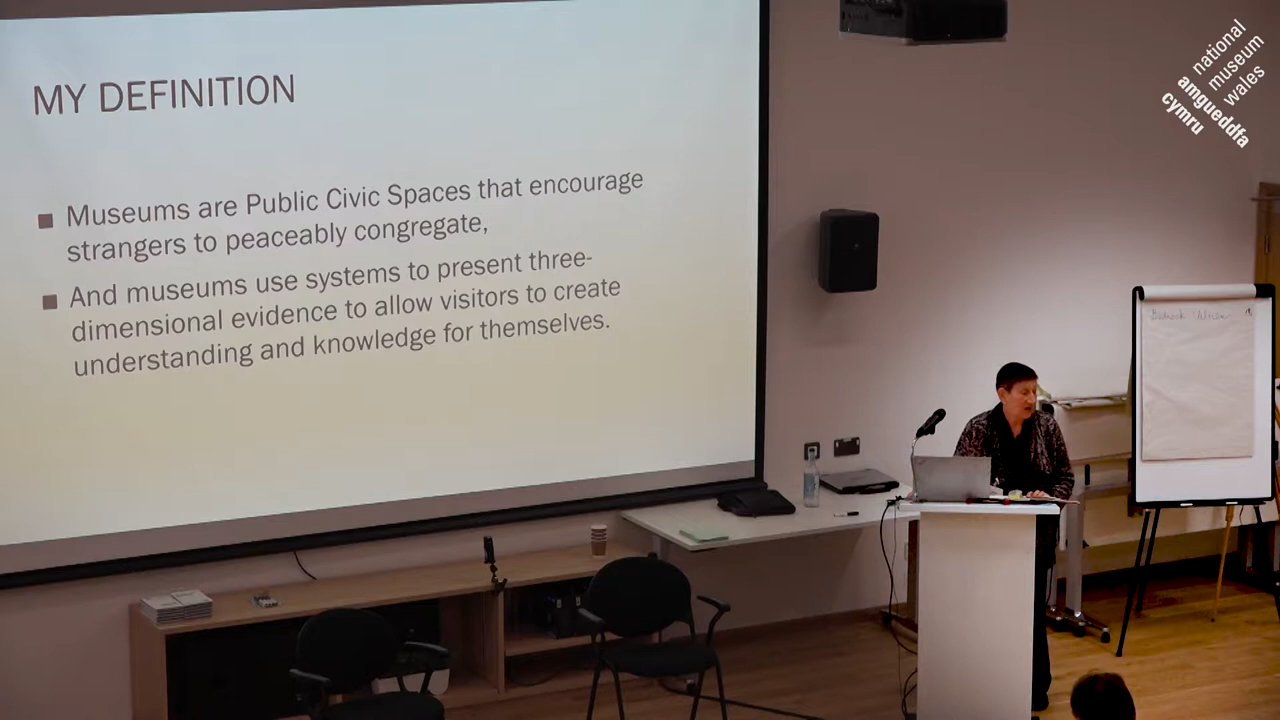 MY DEFINITION
Museums are Public Civic Spaces that encourage
strangers to peaceably congregate,
And museums use systems to present three-
dimensional evidence to allow visitors to create
understanding and knowledge for themselves.
national
museum
wales
amgueddfa
cymru